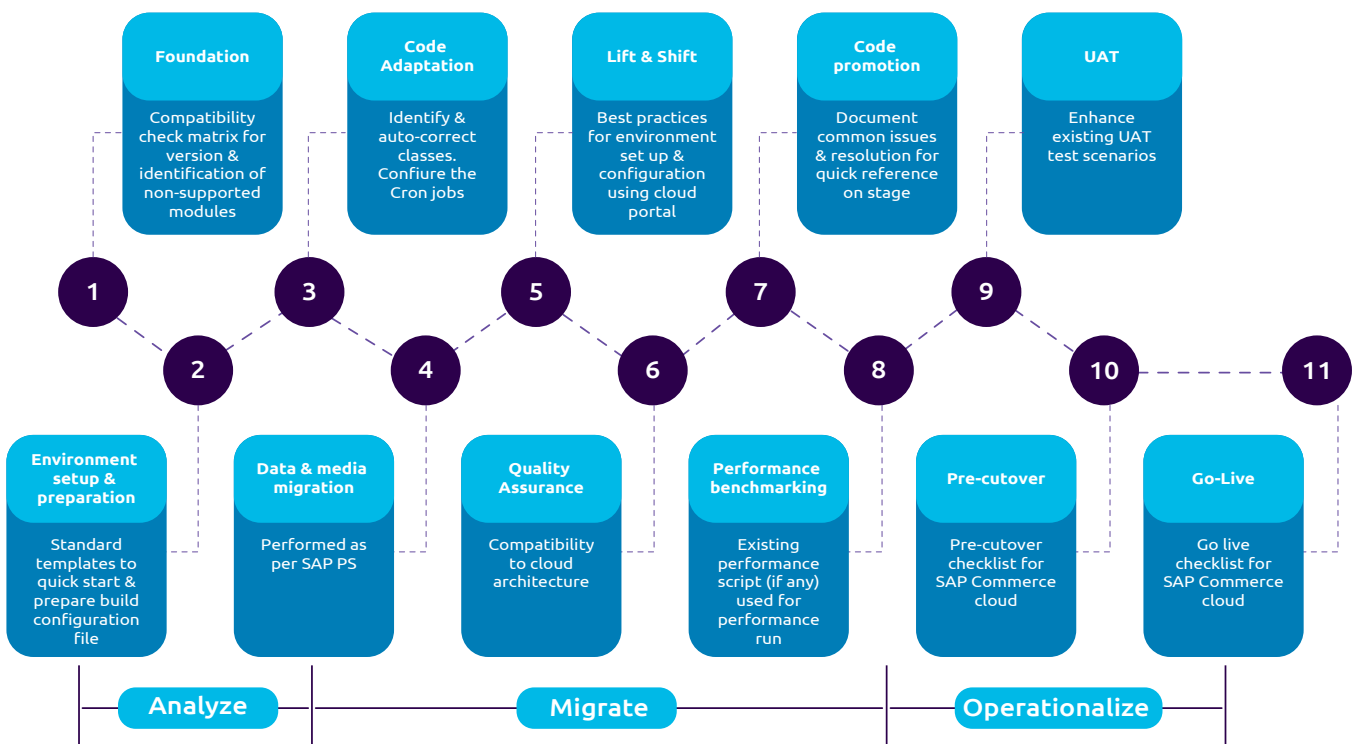 Foundation
Compatibility
check matrix for
version &
identification of
non-supported
modules
Code
Adaptation
Identify &
auto-correct
classes.
Confiure the
Cron jobs
Lift & Shift
Best practices
for environment
set up &
configuration
using cloud
portal
Code
promotion
Document
common issues
& resolution for
quick reference
on stage
UAT
Enhance
existing UAT
test scenarios
1
2
3
4
5
6
7
8
9
10
11
Environment
setup &
preparation
Standard
templates to
quick start &
prepare build
configuration
file
Data & media
migration
Performed as
per SAP PS
Quality
Assurance
Compatibility
to cloud
architecture
Performance
benchmarking
Existing
performance
script (if any)
used for
performance
run
Pre-cutover
Pre-cutover
checklist for
SAP Commerce
cloud
Go-Live
Go live
checklist for
SAP Commerce
cloud
Analyze
Migrate
Operationalize